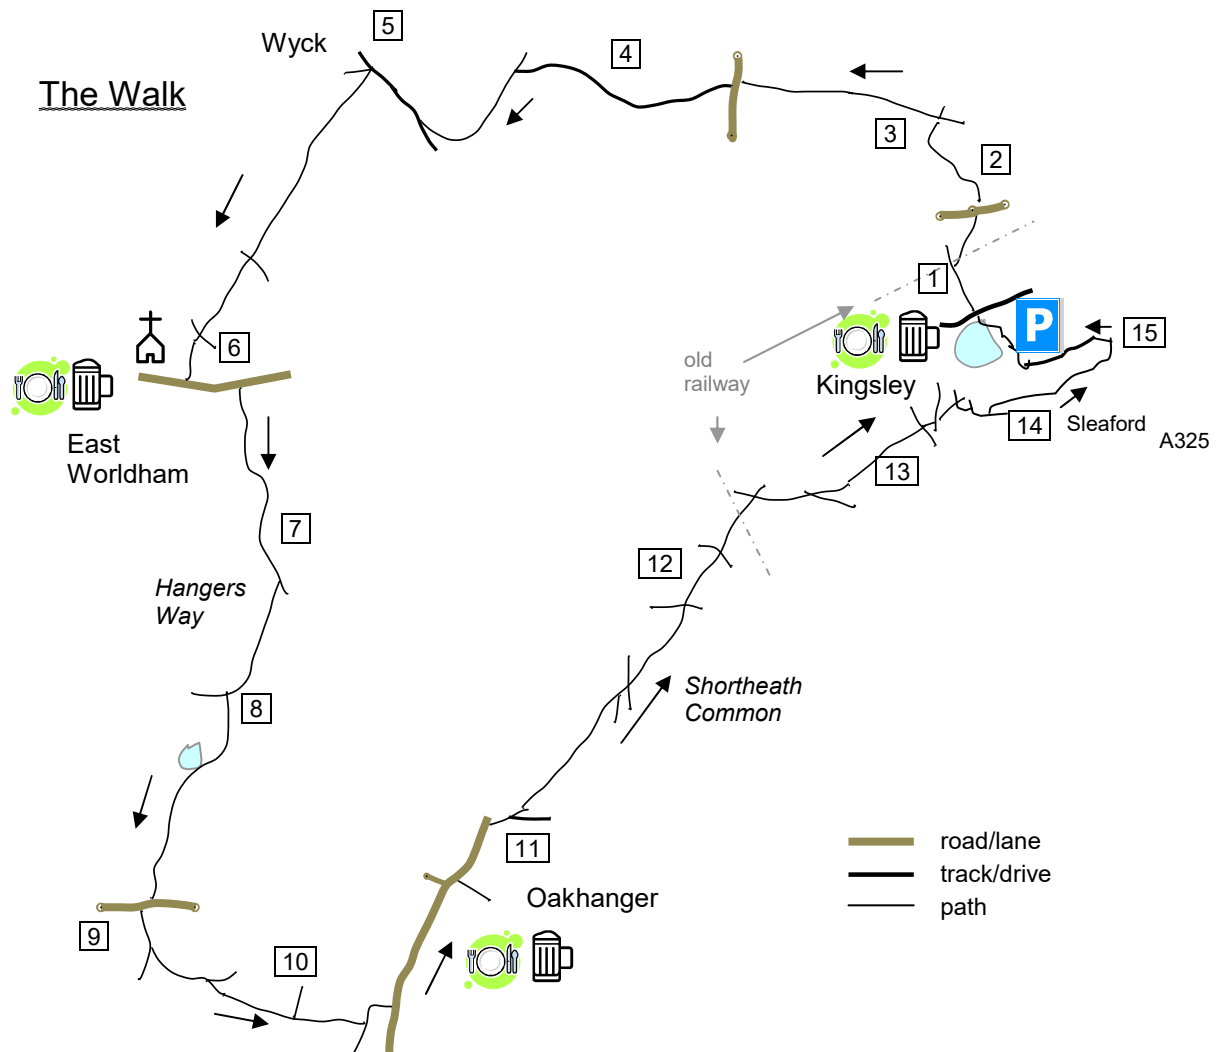 The Walk
Wyck
5
4
3
2
1
P
15
old
railway
Kingsley
6
14
Sleaford
A325
East
Worldham
13
7
12
Hangers
Way
8
Shortheath
Common
11
road/lane
track/drive
path
Oakhanger
9
10